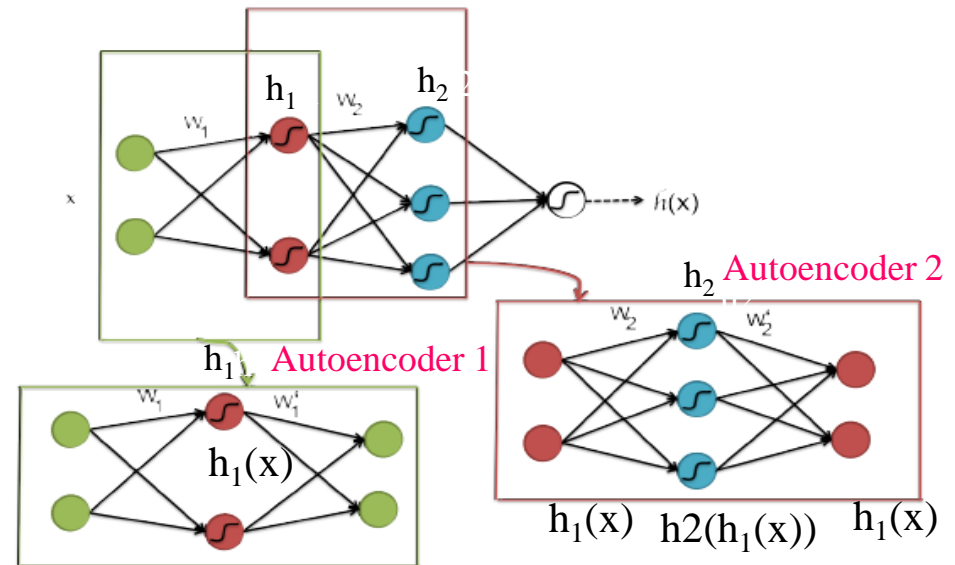 h₁
h₂
W₁
W₂
x
h(x)
h₂
Autoencoder 2
W₂
W₂'
h₁
Autoencoder 1
W₁
W₁'
h₁(x)
h₁(x)
h2(h₁(x))
h₁(x)